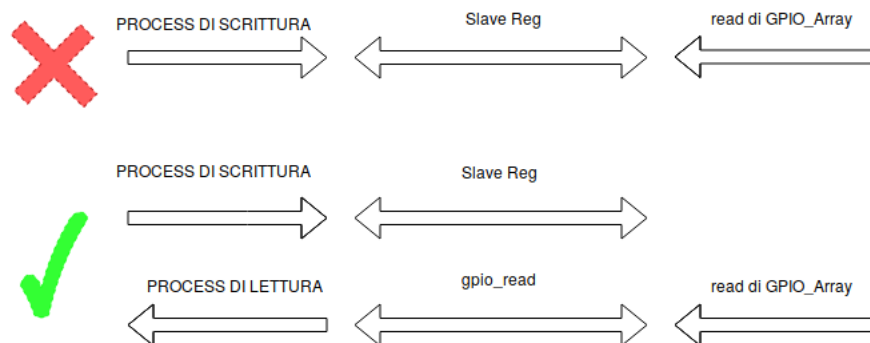 PROCESS DI SCRITTURA
Slave Reg
read di GPIO_Array
PROCESS DI SCRITTURA
Slave Reg
PROCESS DI LETTURA
gpio_read
read di GPIO_Array